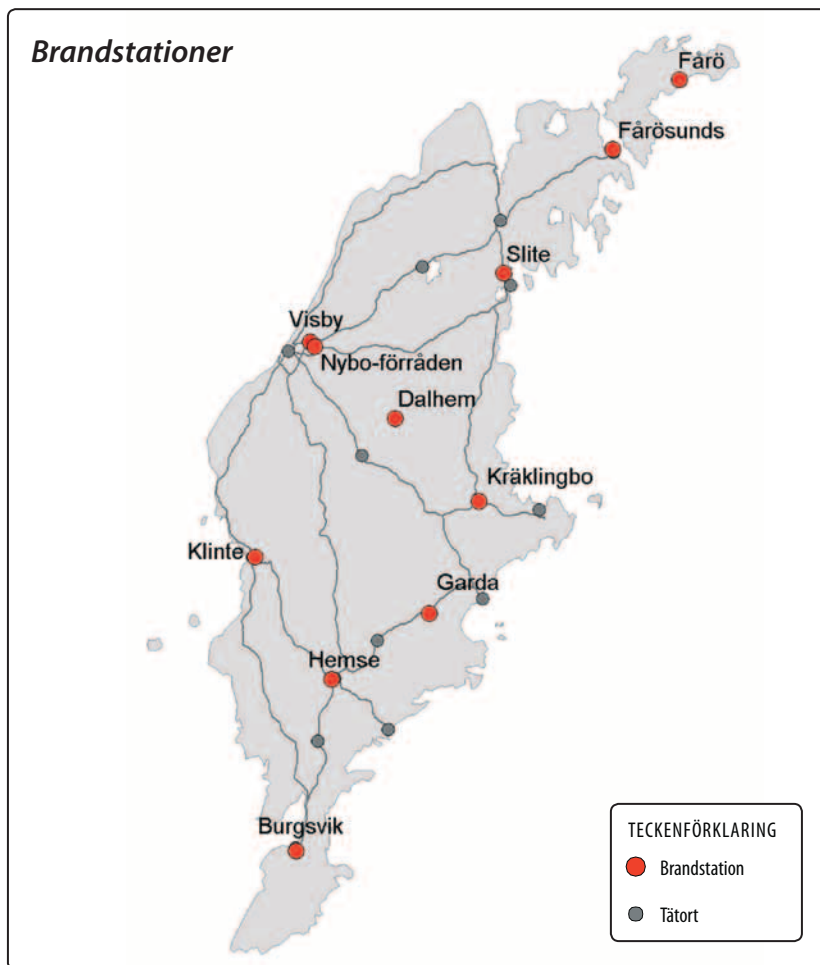 Brandstationer
Fårö
Fårösunds
Slite
Visby
Nybo-förråden
Dalhem
Kräklingbo
Klinte
Garda
Hemse
Burgsvik
TECKENFÖRKLARING
Brandstation
Tätort